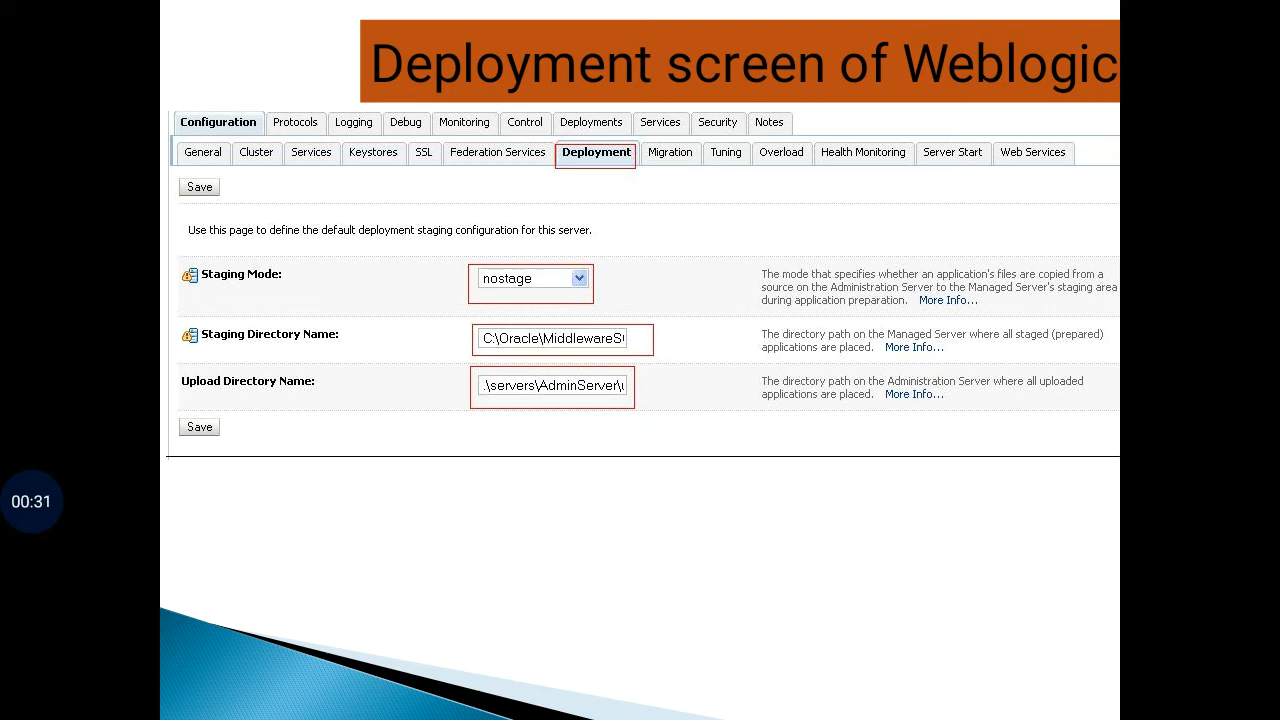 Deployment screen of Weblogic
Configuration Protocols Logging Debug Monitoring Control Deployments Services Security Notes
General Cluster Services Keystores SSL Federation Services Deployment Migration Tuning Overload Health Monitoring Server Start Web Services
Save
Use this page to define the default deployment staging configuration for this server.
Staging Mode:
nostage
The mode that specifies whether an application's files are copied from a
source on the Administration Server to the Managed Server's staging area
during application preparation. More Info...
Staging Directory Name:
C:\Oracle\MiddlewareS
The directory path on the Managed Server where all staged (prepared)
applications are placed. More Info...
Upload Directory Name:
.\servers\AdminServer\
The directory path on the Administration Server where all uploaded
applications are placed. More Info...
Save
00:31